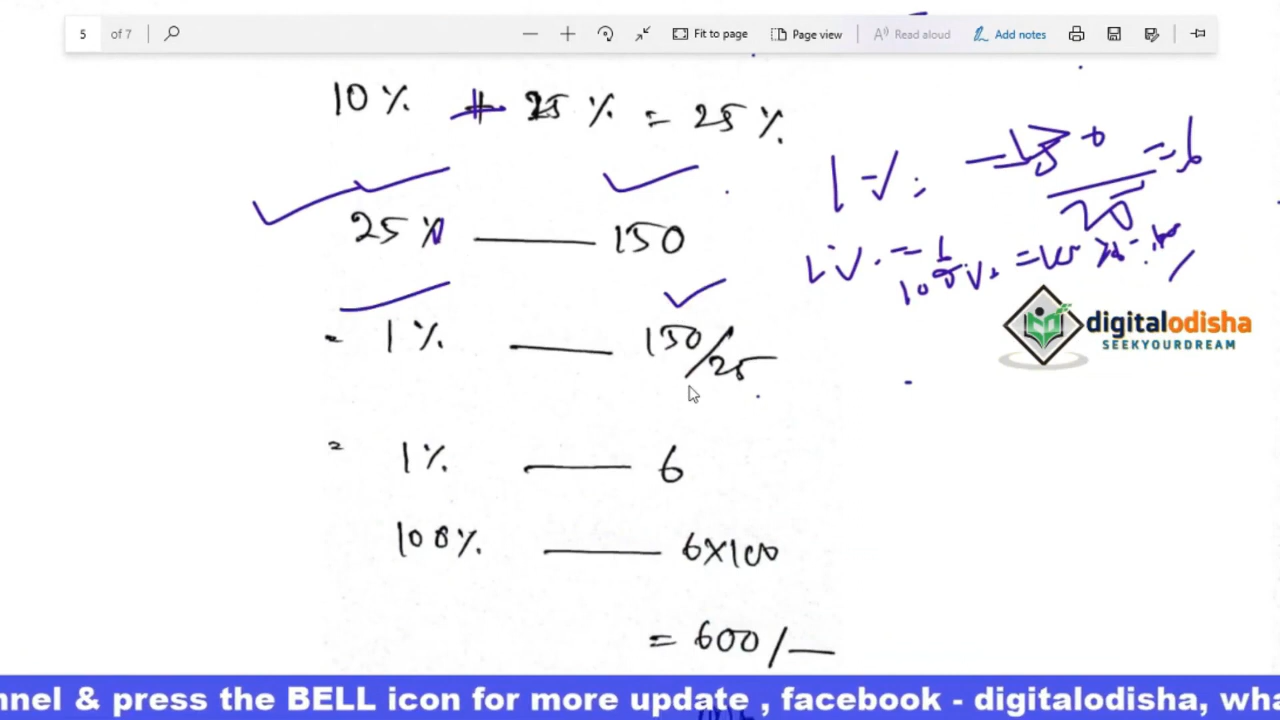 5 of 7 Fit to page Page view Read aloud Add notes
10% + 25% = 25%
25% — 150
= 1% — 150/25
= 1% — 6
100% — 6×100
= 600/—
digitalodisha
SEEKYOURDREAM
nnel & press the BELL icon for more update , facebook - digitalodisha, wha